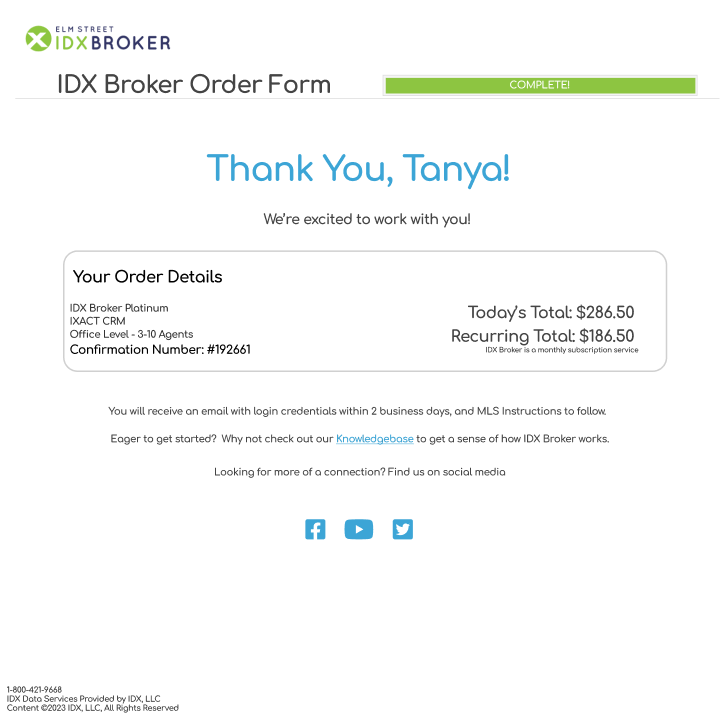 ELM STREET
IDXBROKER
IDX Broker Order Form
COMPLETE!
Thank You, Tanya!
We're excited to work with you!
Your Order Details
IDX Broker Platinum
IXACT CRM
Office Level - 3-10 Agents
Confirmation Number: #192661
Today's Total: $286.50
Recurring Total: $186.50
IDX Broker is a monthly subscription service
You will receive an email with login credentials within 2 business days, and MLS Instructions to follow.
Eager to get started? Why not check out our Knowledgebase to get a sense of how IDX Broker works.
Looking for more of a connection? Find us on social media
1-800-421-9668
IDX Data Services Provided by IDX, LLC
Content ©2023 IDX, LLC, All Rights Reserved